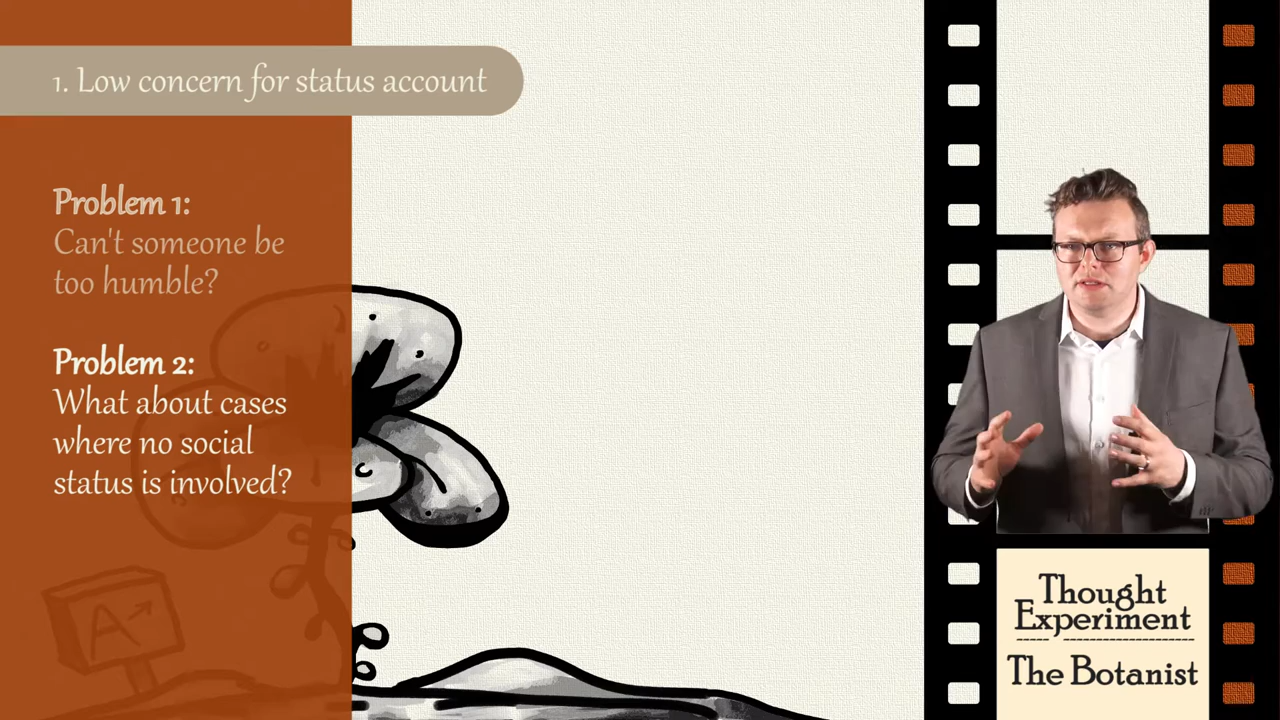 1. Low concern for status account
Problem 1:
Can't someone be
too humble?
Problem 2:
What about cases
where no social
status is involved?
A
Thought
Experiment
The Botanist